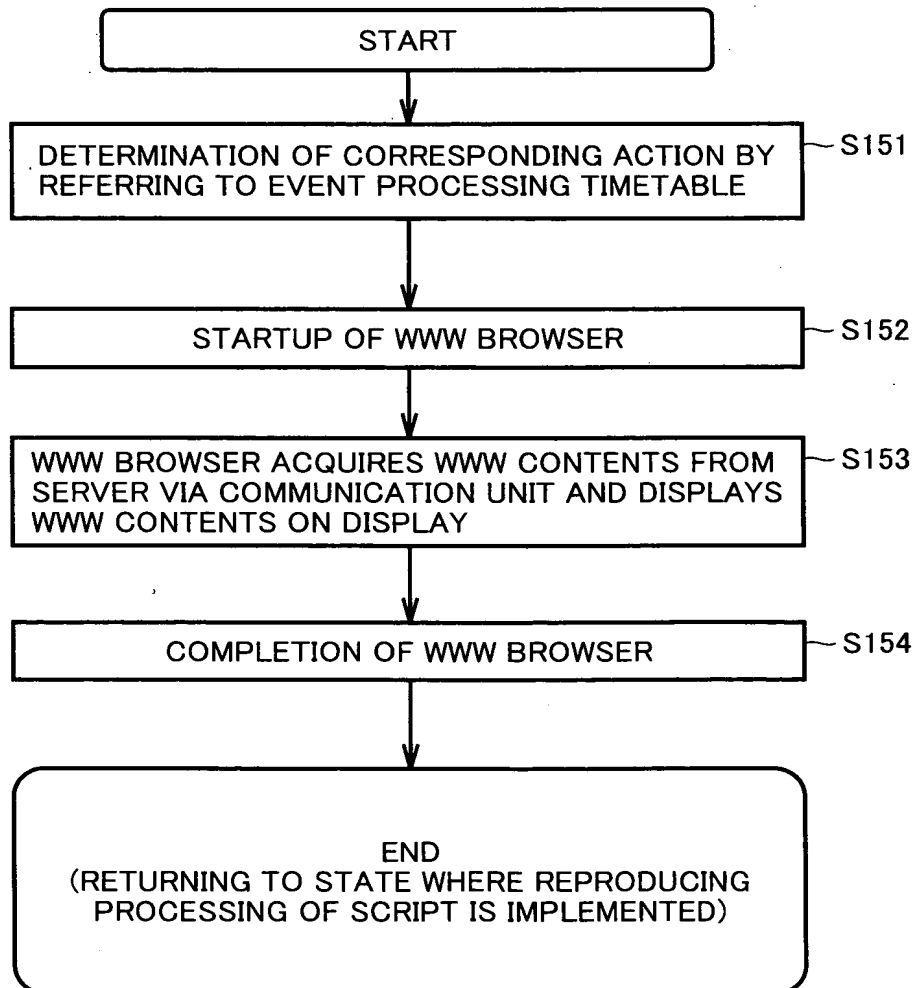 START
DETERMINATION OF CORRESPONDING ACTION BY
REFERRING TO EVENT PROCESSING TIMETABLE
S151
STARTUP OF WWW BROWSER
S152
WWW BROWSER ACQUIRES WWW CONTENTS FROM
SERVER VIA COMMUNICATION UNIT AND DISPLAYS
WWW CONTENTS ON DISPLAY
S153
COMPLETION OF WWW BROWSER
S154
END
(RETURNING TO STATE WHERE REPRODUCING
PROCESSING OF SCRIPT IS IMPLEMENTED)